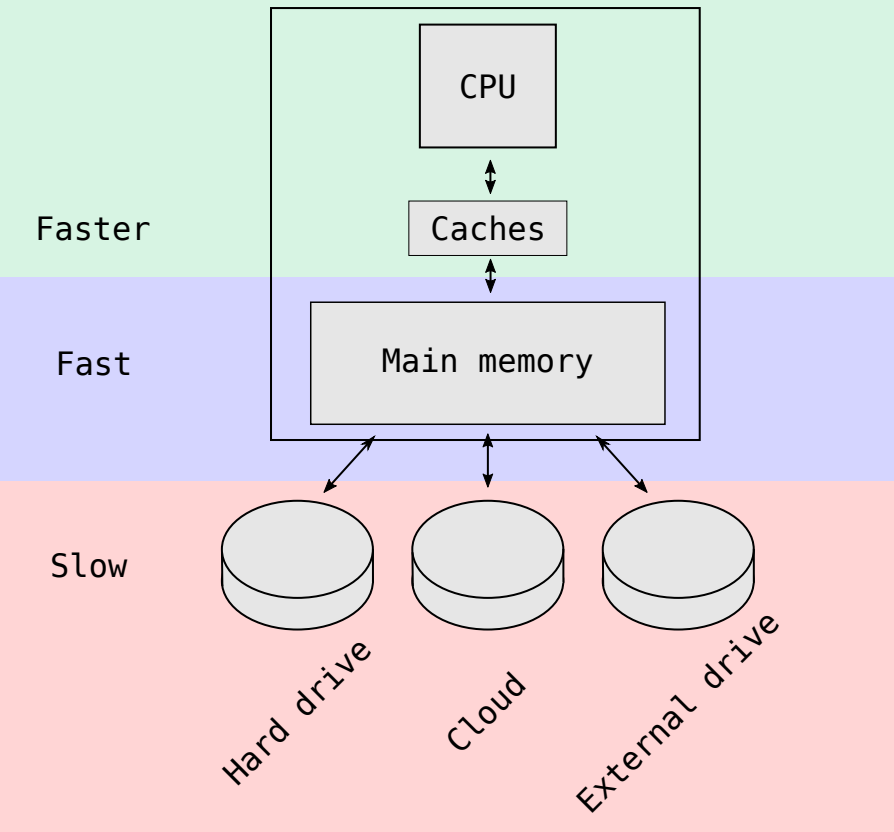 CPU
Faster
Caches
Fast
Main memory
Slow
Hard drive
Cloud
External drive